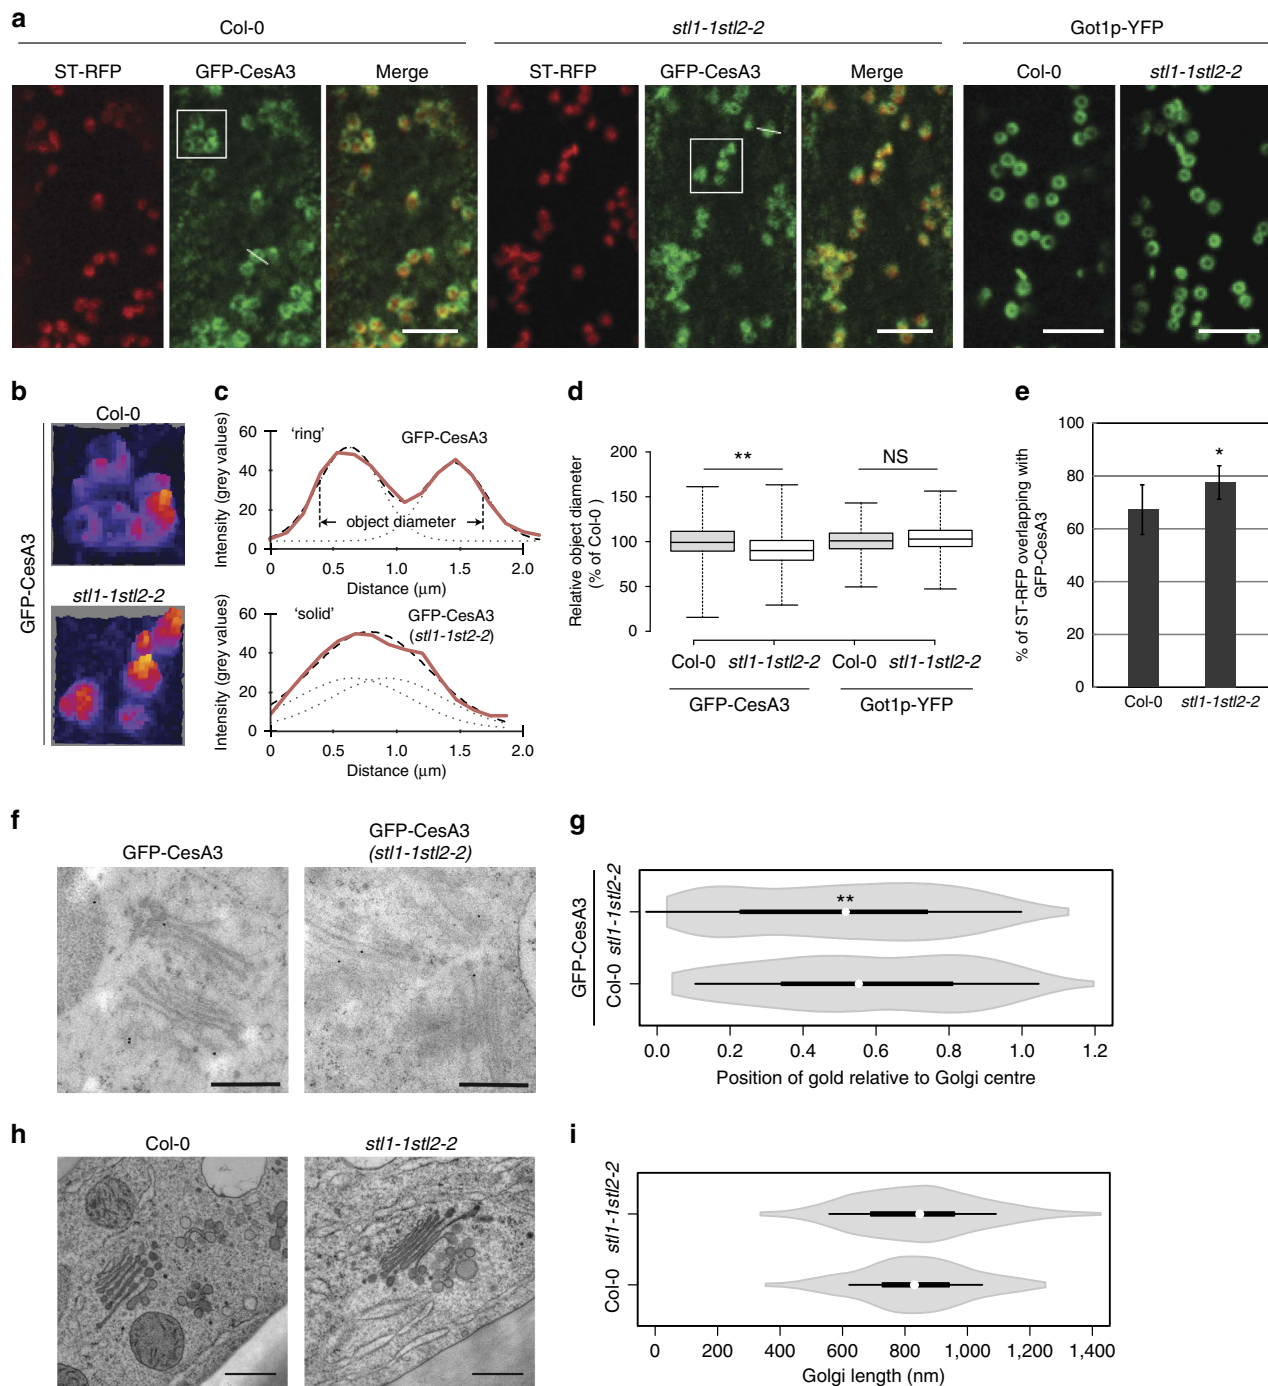 a
Col-0
stl1-1stl2-2
Got1p-YFP
ST-RFP
GFP-CesA3
Merge
ST-RFP
GFP-CesA3
Merge
Col-0
stl1-1stl2-2
b
GFP-CesA3
Col-0
stl1-1stl2-2
c
Intensity (grey values)
60
40
20
0
'ring'
GFP-CesA3
object diameter
0
0.5
1.0
1.5
2.0
Distance (μm)
Intensity (grey values)
60
40
20
0
'solid'
GFP-CesA3
(stl1-1st2-2)
0
0.5
1.0
1.5
2.0
Distance (μm)
d
Relative object diameter
(% of Col-0 )
200
150
100
50
0
**
NS
Col-0
stl1-1stl2-2
Col-0
stl1-1stl2-2
GFP-CesA3
Got1p-YFP
e
% of ST-RFP overlapping with
GFP-CesA3
100
80
60
40
20
0
*
Col-0
stl1-1stl2-2
f
GFP-CesA3
GFP-CesA3
(stl1-1stl2-2)
g
GFP-CesA3
Col-0 stl1-1stl2-2
**
0.0
0.2
0.4
0.6
0.8
1.0
1.2
Position of gold relative to Golgi centre
h
Col-0
stl1-1stl2-2
i
Col-0 stl1-1stl2-2
0
200
400
600
800
1,000
1,200
1,400
Golgi length (nm)